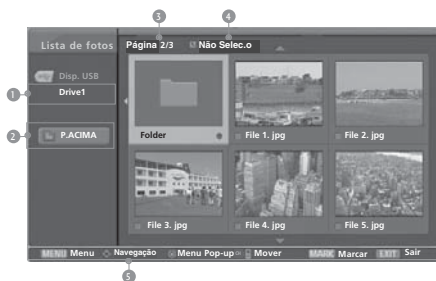 3 4
Lista de fotos Página 2/3 Não Selec.o
Disp. USB
1 Drive1
2 P.ACIMA
Folder File 1. jpg File 2. jpg
File 3. jpg File 4. jpg File 5. jpg
MENU Menu Navegação Menu Pop-up Mover MARK Marcar EXIT Sair
5